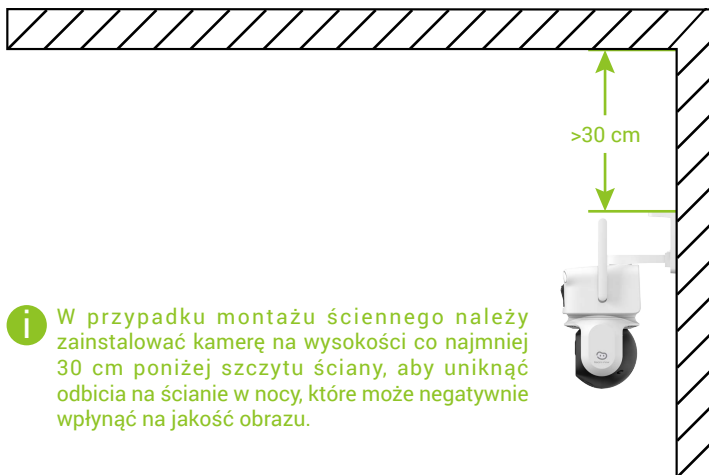 >30 cm
i W przypadku montażu ściennego należy
zainstalować kamerę na wysokości co najmniej
30 cm poniżej szczytu ściany, aby uniknąć
odbicia na ścianie w nocy, które może negatywnie
wpłynąć na jakość obrazu.